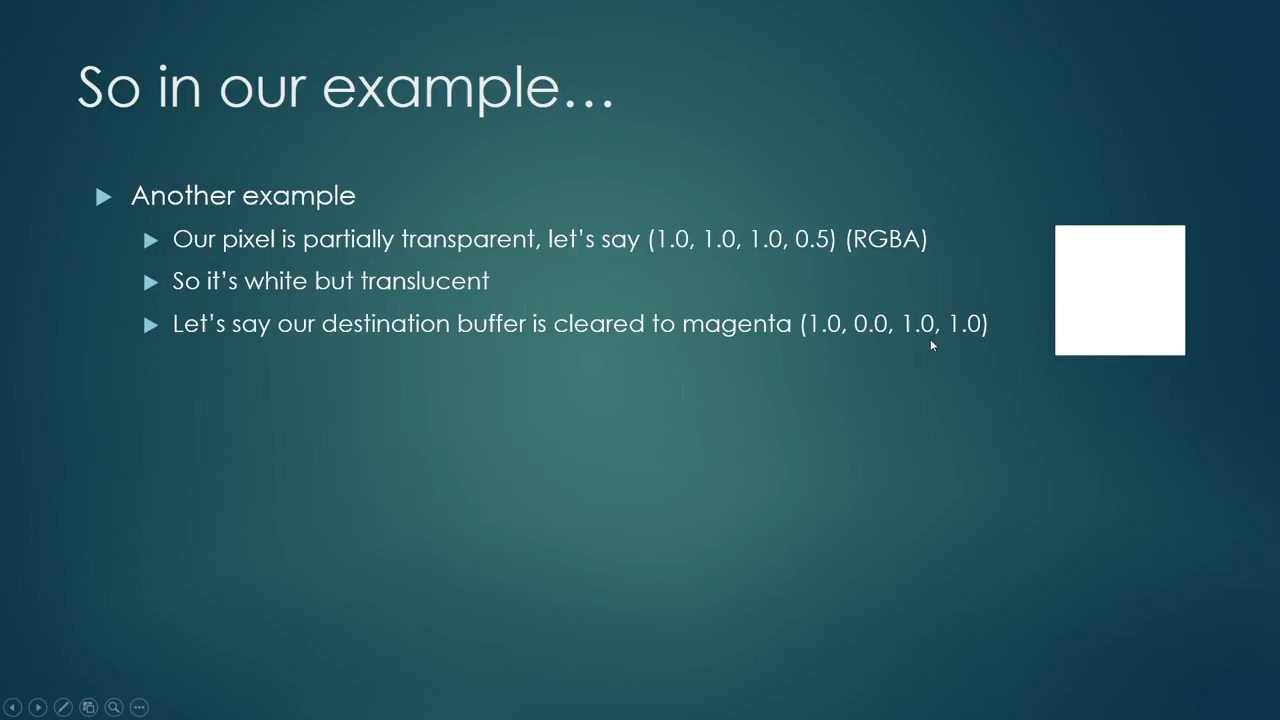 So in our example…
Another example
Our pixel is partially transparent, let’s say (1.0, 1.0, 1.0, 0.5) (RGBA)
So it’s white but translucent
Let’s say our destination buffer is cleared to magenta (1.0, 0.0, 1.0, 1.0)